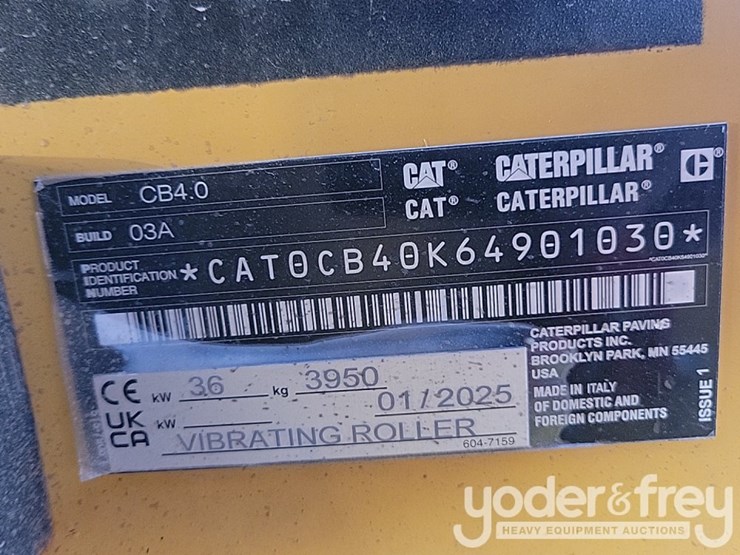 MODEL CB4.0
CAT® CATERPILLAR®
CAT® CATERPILLAR®
BUILD 03A
PRODUCT
IDENTIFICATION
NUMBER
*CAT0CB40K64901030*
CATERPILLAR PAVING
PRODUCTS INC.
BROOKLYN PARK, MN 55445
USA
MADE IN ITALY
OF DOMESTIC AND
FOREIGN COMPONENTS
ISSUE 1
CE kW 36 kg 3950
UKCA kW 01/2025
VIBRATING ROLLER
604-7159
yoder&frey
HEAVY EQUIPMENT AUCTIONS